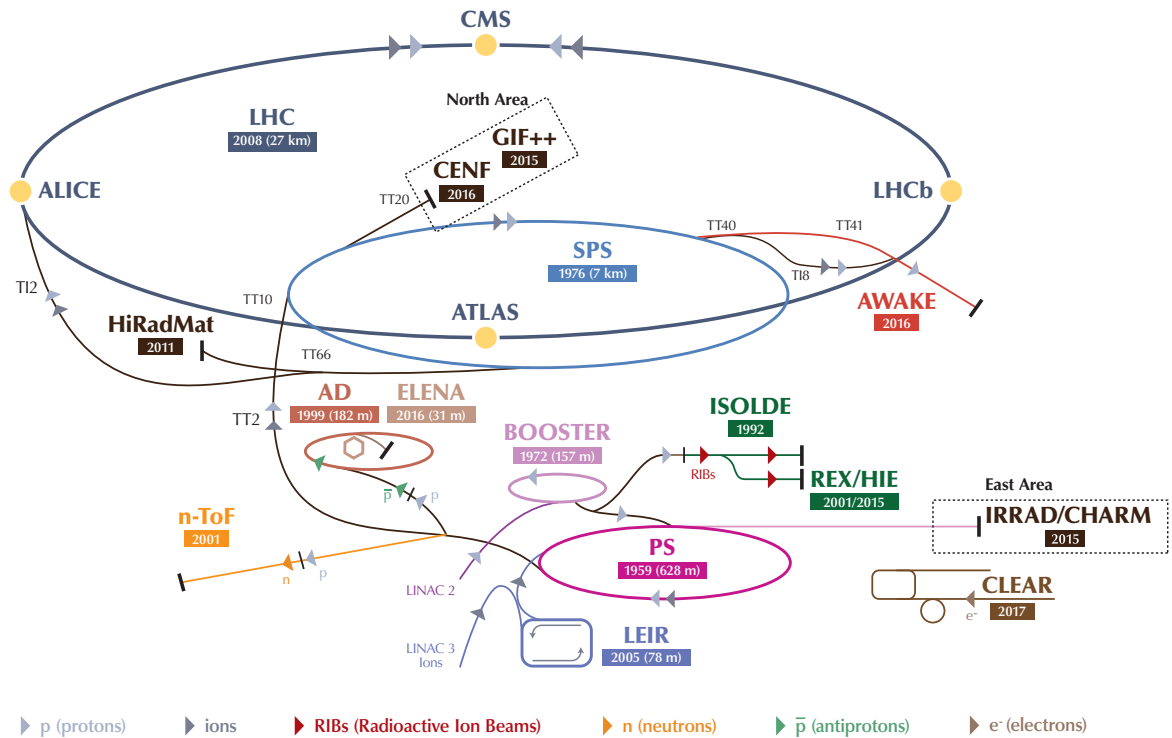 CMS
North Area
LHC
2008 (27 km)
GIF++
2015
CENF
2016
ALICE
LHCb
TT20
TT40
TT41
SPS
1976 (7 km)
TI8
TI2
TT10
AWAKE
2016
ATLAS
HiRadMat
2011
TT66
AD
1999 (182 m)
ELENA
2016 (31 m)
TT2
ISOLDE
1992
BOOSTER
1972 (157 m)
RIBs
REX/HIE
2001/2015
p̅
p
East Area
n-ToF
2001
IRRAD/CHARM
2015
PS
1959 (628 m)
n
p
LINAC 2
CLEAR
2017
e-
LINAC 3
Ions
LEIR
2005 (78 m)
p (protons)
ions
RIBs (Radioactive Ion Beams)
n (neutrons)
p̅ (antiprotons)
e- (electrons)